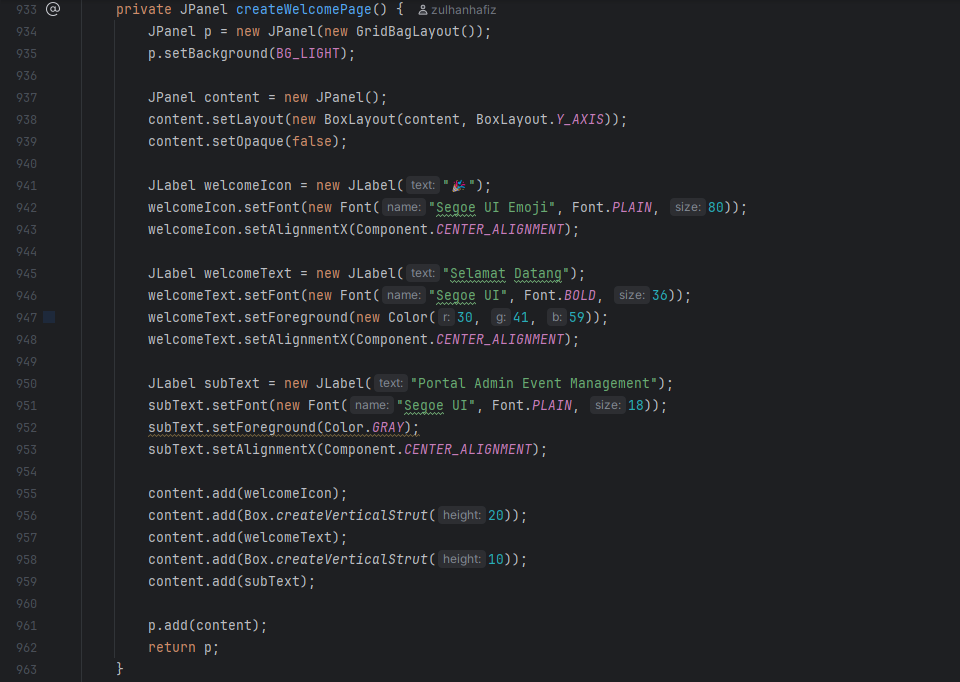 933 @ private JPanel createWelcomePage() { zulhanhafiz
934 JPanel p = new JPanel(new GridBagLayout());
935 p.setBackground(BG_LIGHT);
936
937 JPanel content = new JPanel();
938 content.setLayout(new BoxLayout(content, BoxLayout.Y_AXIS));
939 content.setOpaque(false);
940
941 JLabel welcomeIcon = new JLabel( text: "🎉");
942 welcomeIcon.setFont(new Font( name: "Segoe UI Emoji", Font.PLAIN, size: 80));
943 welcomeIcon.setAlignmentX(Component.CENTER_ALIGNMENT);
944
945 JLabel welcomeText = new JLabel( text: "Selamat Datang");
946 welcomeText.setFont(new Font( name: "Segoe UI", Font.BOLD, size: 36));
947 welcomeText.setForeground(new Color( r: 30, g: 41, b: 59));
948 welcomeText.setAlignmentX(Component.CENTER_ALIGNMENT);
949
950 JLabel subText = new JLabel( text: "Portal Admin Event Management");
951 subText.setFont(new Font( name: "Segoe UI", Font.PLAIN, size: 18));
952 subText.setForeground(Color.GRAY);
953 subText.setAlignmentX(Component.CENTER_ALIGNMENT);
954
955 content.add(welcomeIcon);
956 content.add(Box.createVerticalStrut( height: 20));
957 content.add(welcomeText);
958 content.add(Box.createVerticalStrut( height: 10));
959 content.add(subText);
960
961 p.add(content);
962 return p;
963 }